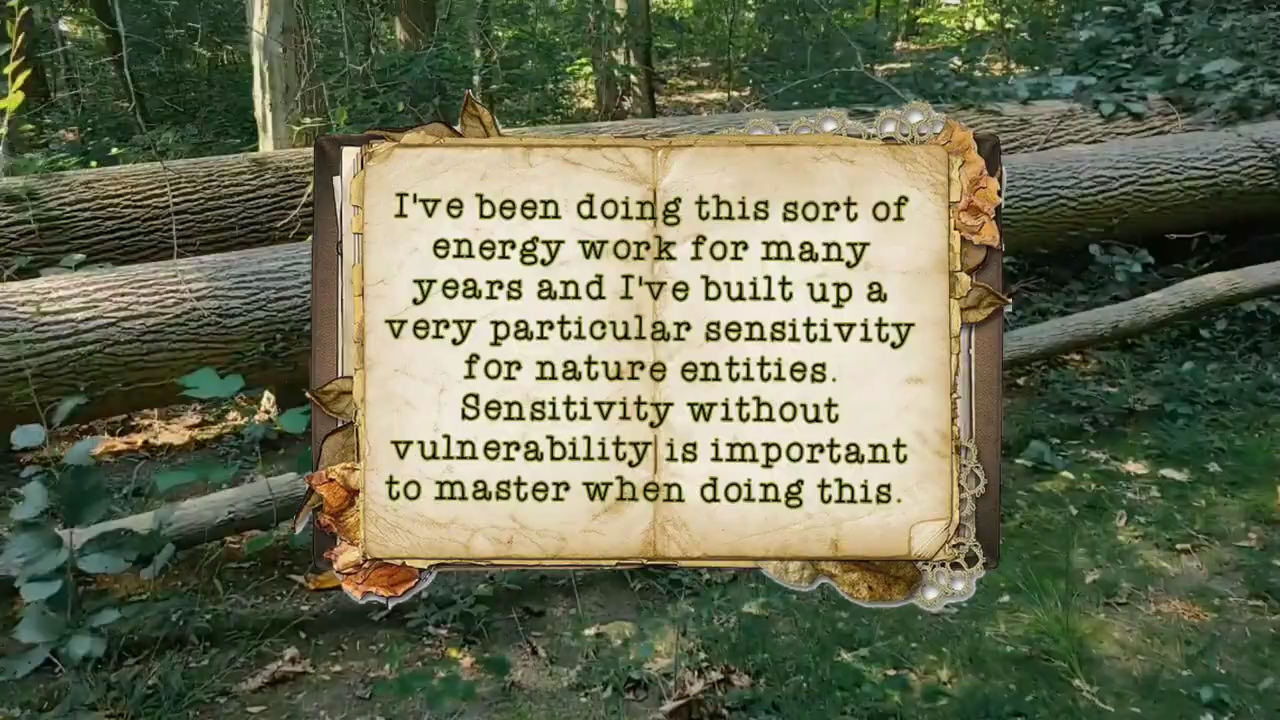 I've been doing this sort of
energy work for many
years and I've built up a
very particular sensitivity
for nature entities.
Sensitivity without
vulnerability is important
to master when doing this.